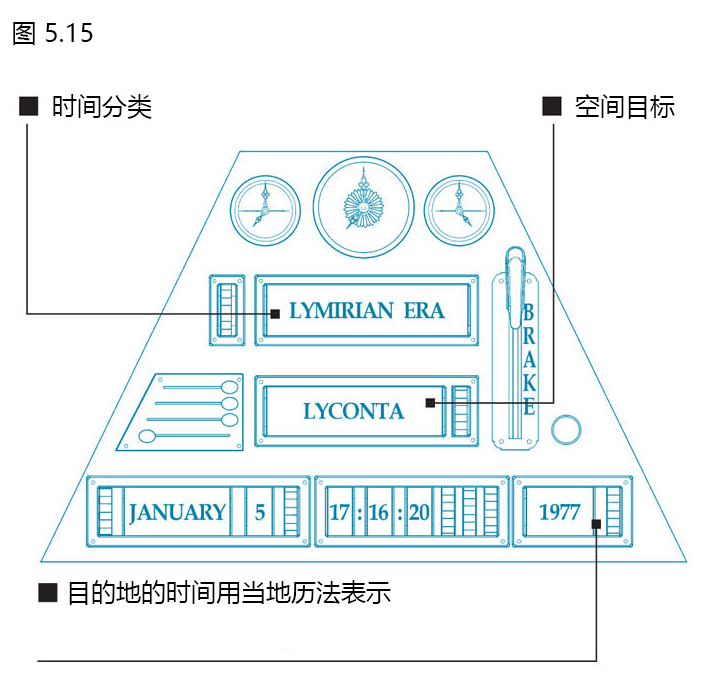 图 5.15
■ 时间分类
■ 空间目标
LYMIRIAN ERA
BRAKE
LYCONTA
JANUARY 5 17:16:20 1977
■ 目的地的时间用当地历法表示